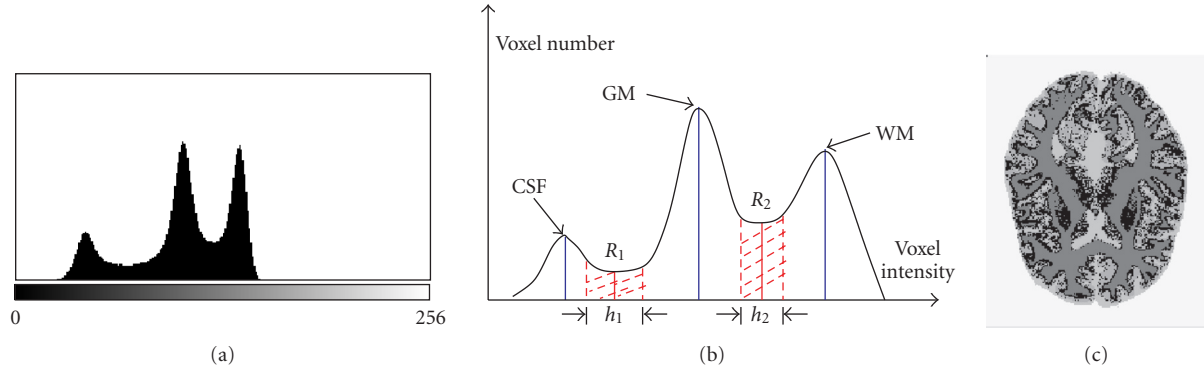 0
256
(a)
Voxel number
GM
WM
CSF
R1
R2
Voxel
intensity
h1
h2
(b)
(c)